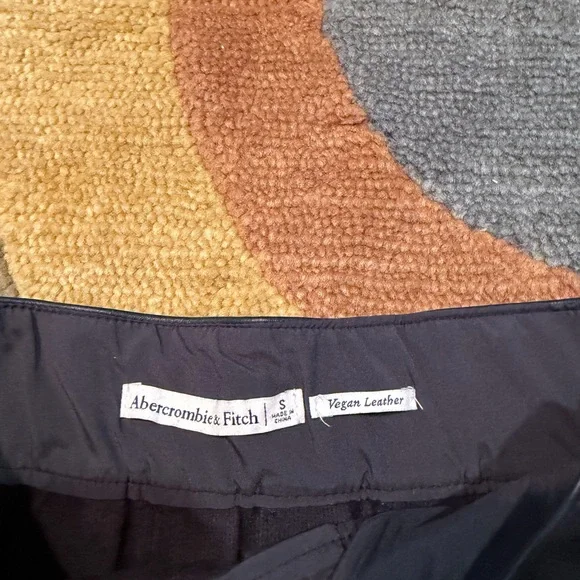 Abercrombie & Fitch
S
MADE IN
CHINA
Vegan Leather